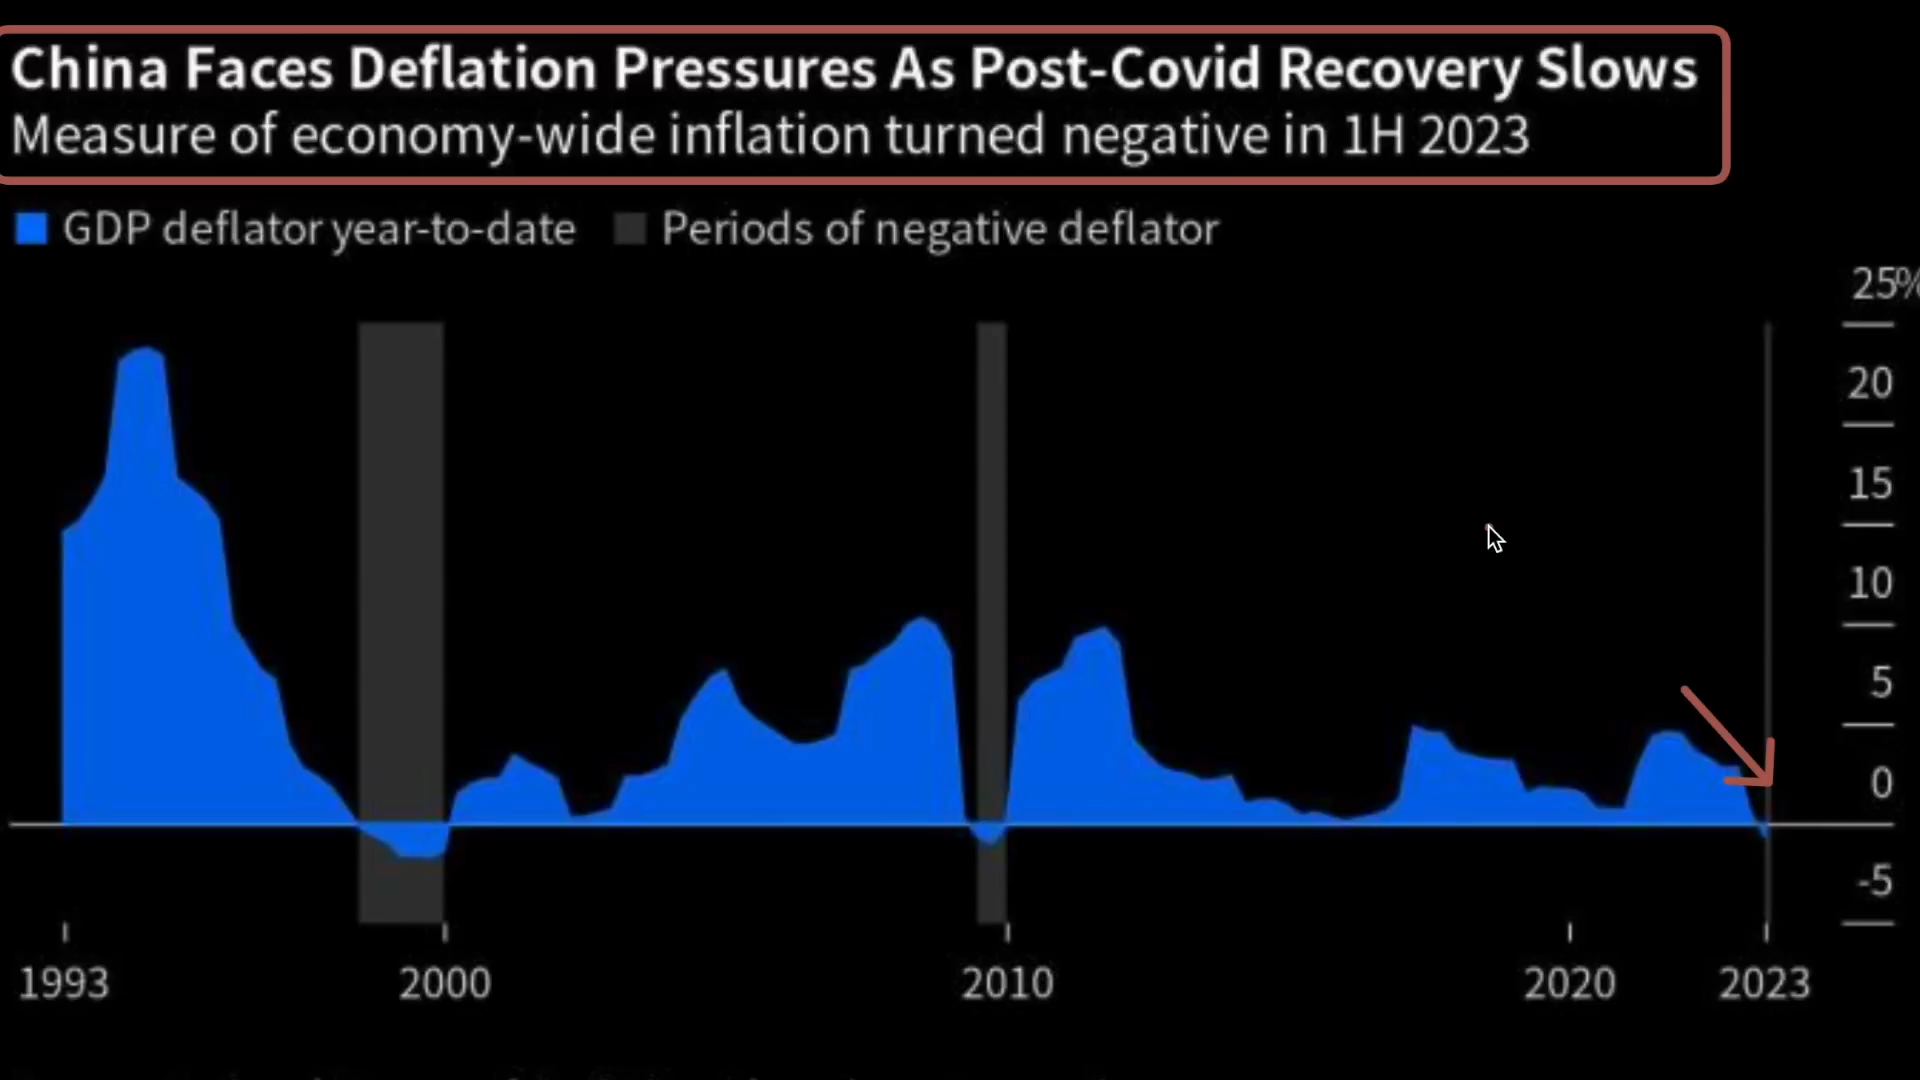 China Faces Deflation Pressures As Post-Covid Recovery Slows
Measure of economy-wide inflation turned negative in 1H 2023
GDP deflator year-to-date Periods of negative deflator
25%
20
15
10
5
0
-5
1993 2000 2010 2020 2023